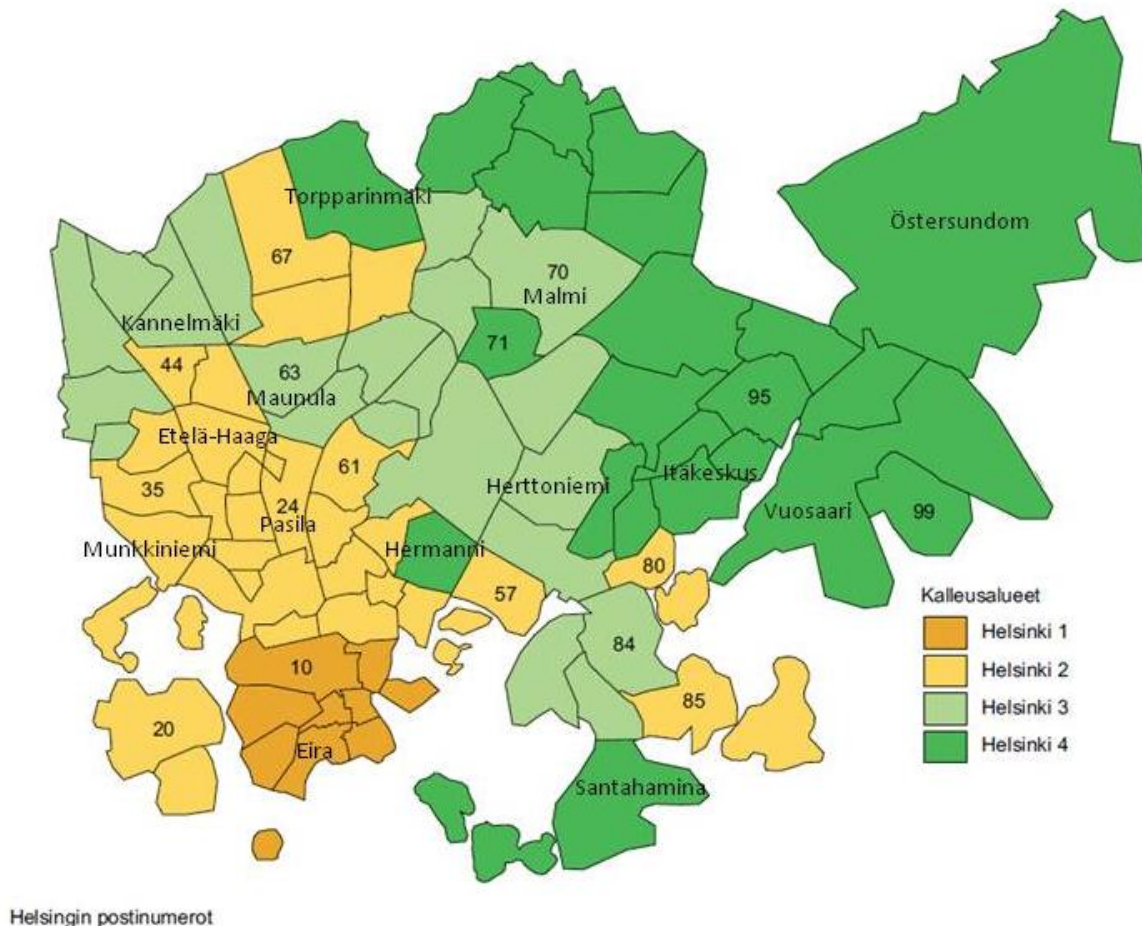 Torpparinmäki
Östersundom
67
70
Malmi
Kannelmäki
71
44
63
Maunula
95
Etelä-Haaga
61
Itäkeskus
35
Herttoniemi
24
Pasila
Vuosaari
99
Munkkiniemi
Hermanni
80
57
Kalleusalueet
Helsinki 1
84
10
Helsinki 2
85
Helsinki 3
20
Helsinki 4
Eira
Santahamina
Helsingin postinumerot